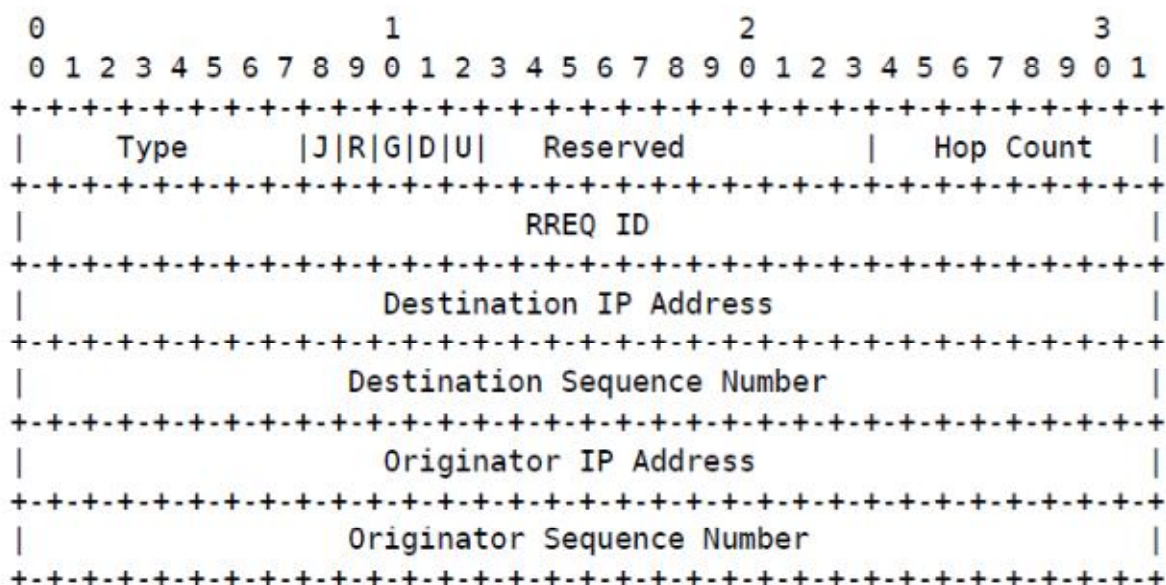 0                   1                   2                   3
0 1 2 3 4 5 6 7 8 9 0 1 2 3 4 5 6 7 8 9 0 1 2 3 4 5 6 7 8 9 0 1
+-+-+-+-+-+-+-+-+-+-+-+-+-+-+-+-+-+-+-+-+-+-+-+-+-+-+-+-+-+-+-+-+
|     Type      |J|R|G|D|U|   Reserved          |   Hop Count   |
+-+-+-+-+-+-+-+-+-+-+-+-+-+-+-+-+-+-+-+-+-+-+-+-+-+-+-+-+-+-+-+-+
|                            RREQ ID                            |
+-+-+-+-+-+-+-+-+-+-+-+-+-+-+-+-+-+-+-+-+-+-+-+-+-+-+-+-+-+-+-+-+
|                    Destination IP Address                     |
+-+-+-+-+-+-+-+-+-+-+-+-+-+-+-+-+-+-+-+-+-+-+-+-+-+-+-+-+-+-+-+-+
|                  Destination Sequence Number                  |
+-+-+-+-+-+-+-+-+-+-+-+-+-+-+-+-+-+-+-+-+-+-+-+-+-+-+-+-+-+-+-+-+
|                    Originator IP Address                      |
+-+-+-+-+-+-+-+-+-+-+-+-+-+-+-+-+-+-+-+-+-+-+-+-+-+-+-+-+-+-+-+-+
|                  Originator Sequence Number                   |
+-+-+-+-+-+-+-+-+-+-+-+-+-+-+-+-+-+-+-+-+-+-+-+-+-+-+-+-+-+-+-+-+